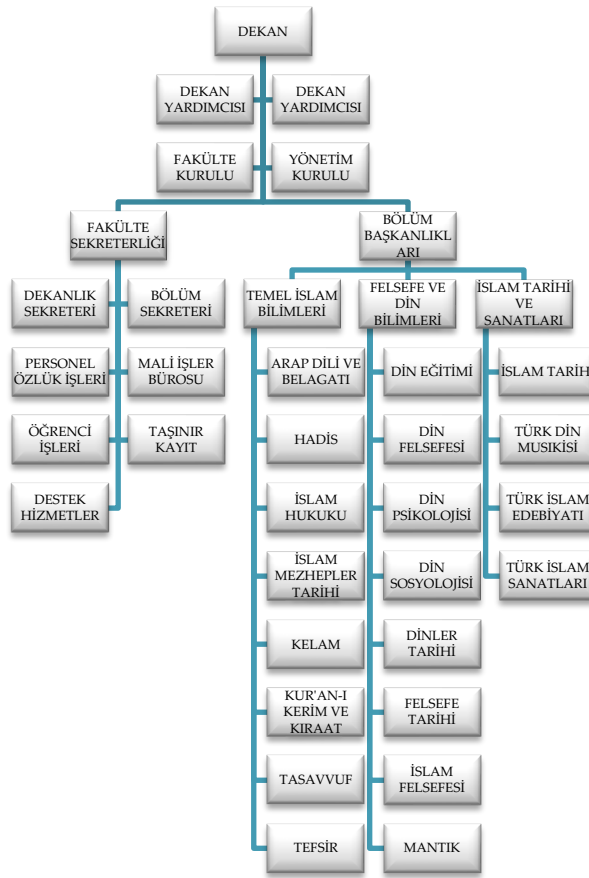 DEKAN
DEKAN
YARDIMCISI
DEKAN
YARDIMCISI
FAKÜLTE
KURULU
YÖNETİM
KURULU
FAKÜLTE
SEKRETERLİĞİ
BÖLÜM
BAŞKANLIKL
ARI
DEKANLIK
SEKRETERİ
BÖLÜM
SEKRETERİ
PERSONEL
ÖZLÜK İŞLERİ
MALİ İŞLER
BÜROSU
ÖĞRENCİ
İŞLERİ
TAŞINIR
KAYIT
DESTEK
HİZMETLER
TEMEL İSLAM
BİLİMLERİ
ARAP DİLİ VE
BELAGATI
HADİS
İSLAM
HUKUKU
İSLAM
MEZHEPLER
TARİHİ
KELAM
KUR'AN-I
KERİM VE
KIRAAT
TASAVVUF
TEFSİR
FELSEFE VE
DİN
BİLİMLERİ
DİN EĞİTİMİ
DİN
FELSEFESİ
DİN
PSİKOLOJİSİ
DİN
SOSYOLOJİSİ
DİNLER
TARİHİ
FELSEFE
TARİHİ
İSLAM
FELSEFESİ
MANTIK
İSLAM TARİHİ
VE
SANATLARI
İSLAM TARİHİ
TÜRK DİN
MUSIKİSİ
TÜRK İSLAM
EDEBİYATI
TÜRK İSLAM
SANATLARI